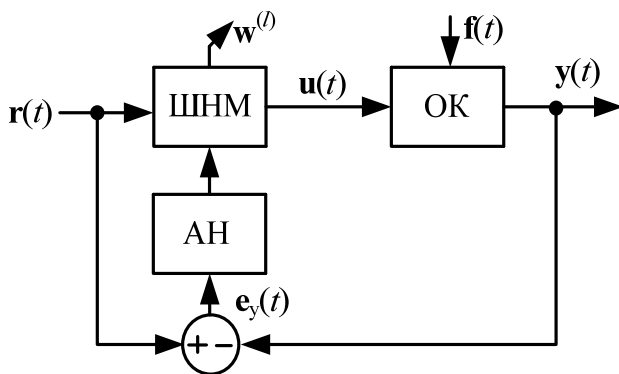 w⁽ˡ⁾
f(t)
r(t)
ШНМ
u(t)
ОК
y(t)
АН
e_y(t)
+ -